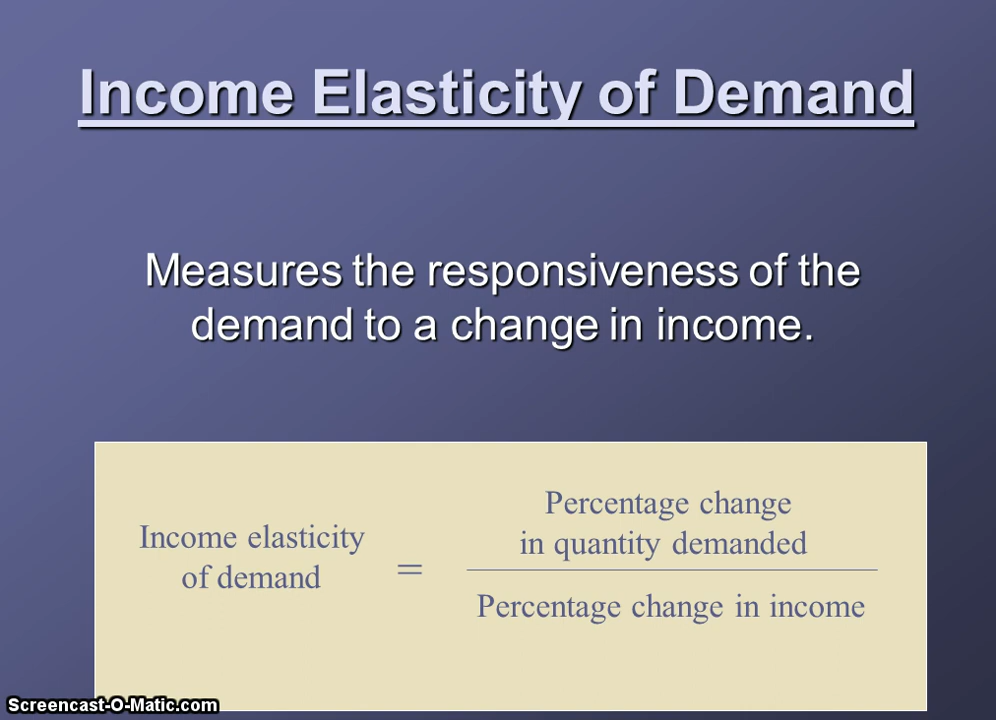 Income Elasticity of Demand
Measures the responsiveness of the
demand to a change in income.
Income elasticity
of demand
=
Percentage change
in quantity demanded
Percentage change in income
Screencast-O-Matic.com